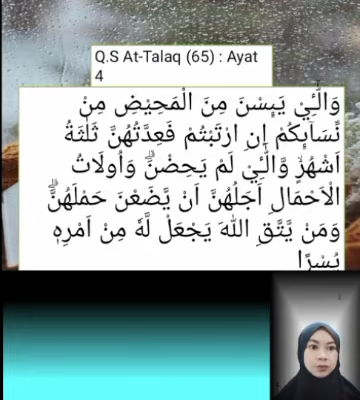 Q.S At-Talaq (65) : Ayat
4
وَالّٰۤـِٔيْ يَىِٕسْنَ مِنَ الْمَحِيْضِ مِنْ
نِّسَاۤىِٕكُمْ اِنِ ارْتَبْتُمْ فَعِدَّتُهُنَّ ثَلٰثَةُ
اَشْهُرٍۙ وَّالّٰۤـِٔيْ لَمْ يَحِضْنَۗ وَاُولَاتُ
الْاَحْمَالِ اَجَلُهُنَّ اَنْ يَّضَعْنَ حَمْلَهُنَّۗ
وَمَنْ يَّتَّقِ اللّٰهَ يَجْعَلْ لَّهٗ مِنْ اَمْرِهٖ
يُسْرًا